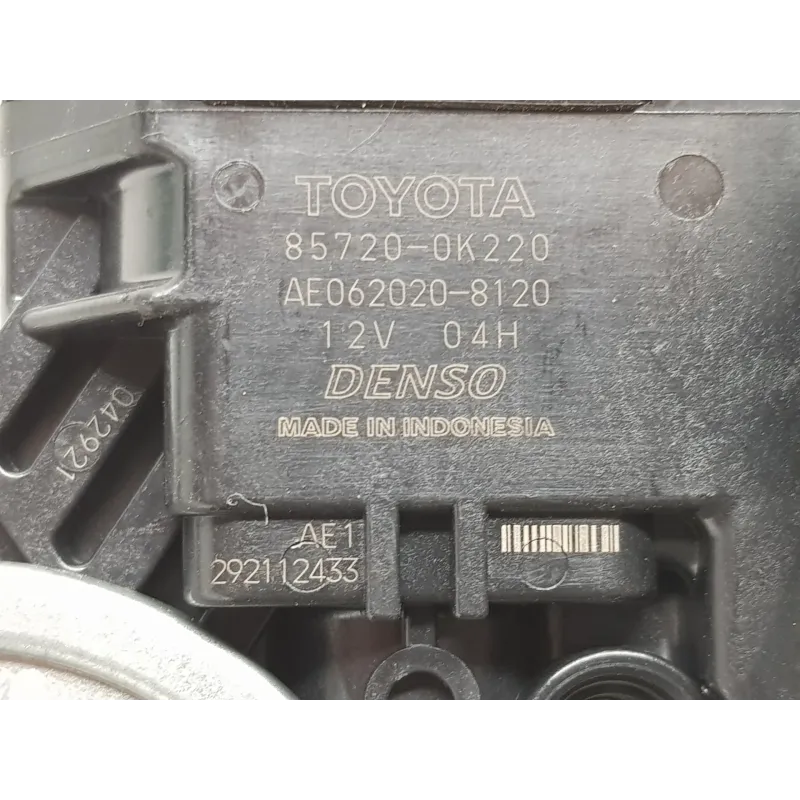 TOYOTA
85720-0K220
AE062020-8120
12V 04H
DENSO
MADE IN INDONESIA
042921
AE1
292112433